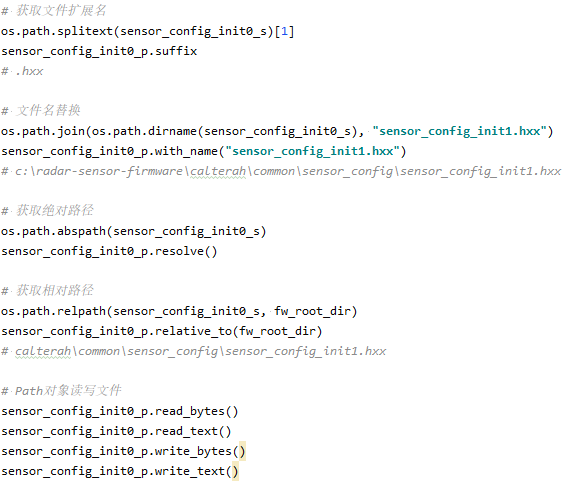 # 获取文件扩展名
os.path.splitext(sensor_config_init0_s)[1]
sensor_config_init0_p.suffix
# .hxx
# 文件名替换
os.path.join(os.path.dirname(sensor_config_init0_s), "sensor_config_init1.hxx")
sensor_config_init0_p.with_name("sensor_config_init1.hxx")
# c:\radar-sensor-firmware\calterah\common\sensor_config\sensor_config_init1.hxx
# 获取绝对路径
os.path.abspath(sensor_config_init0_s)
sensor_config_init0_p.resolve()
# 获取相对路径
os.path.relpath(sensor_config_init0_s, fw_root_dir)
sensor_config_init0_p.relative_to(fw_root_dir)
# calterah\common\sensor_config\sensor_config_init1.hxx
# Path对象读写文件
sensor_config_init0_p.read_bytes()
sensor_config_init0_p.read_text()
sensor_config_init0_p.write_bytes()
sensor_config_init0_p.write_text()